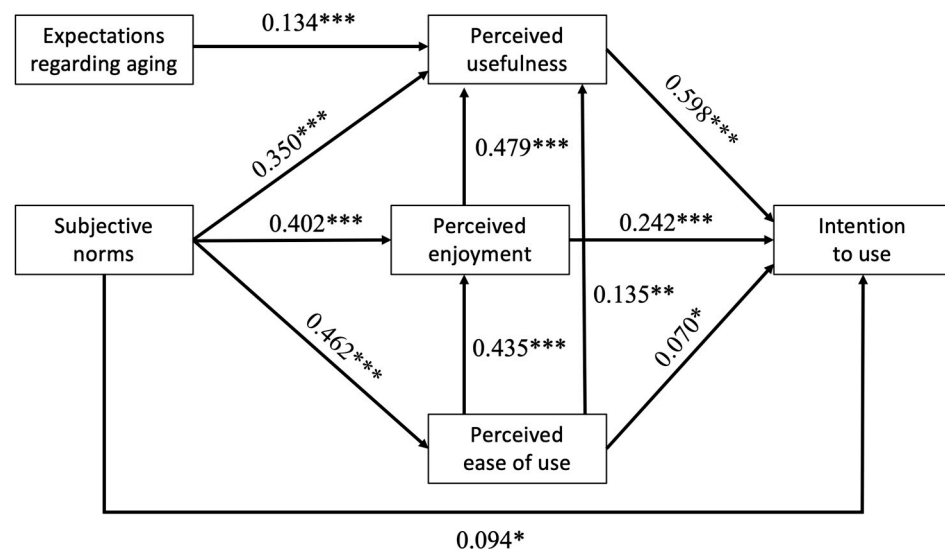 0.134***
Expectations
regarding aging
Perceived
usefulness
0.350***
0.479***
0.598***
Subjective
norms
0.402***
Perceived
enjoyment
0.242***
Intention
to use
0.135**
0.462***
0.435***
0.070*
Perceived
ease of use
0.094*